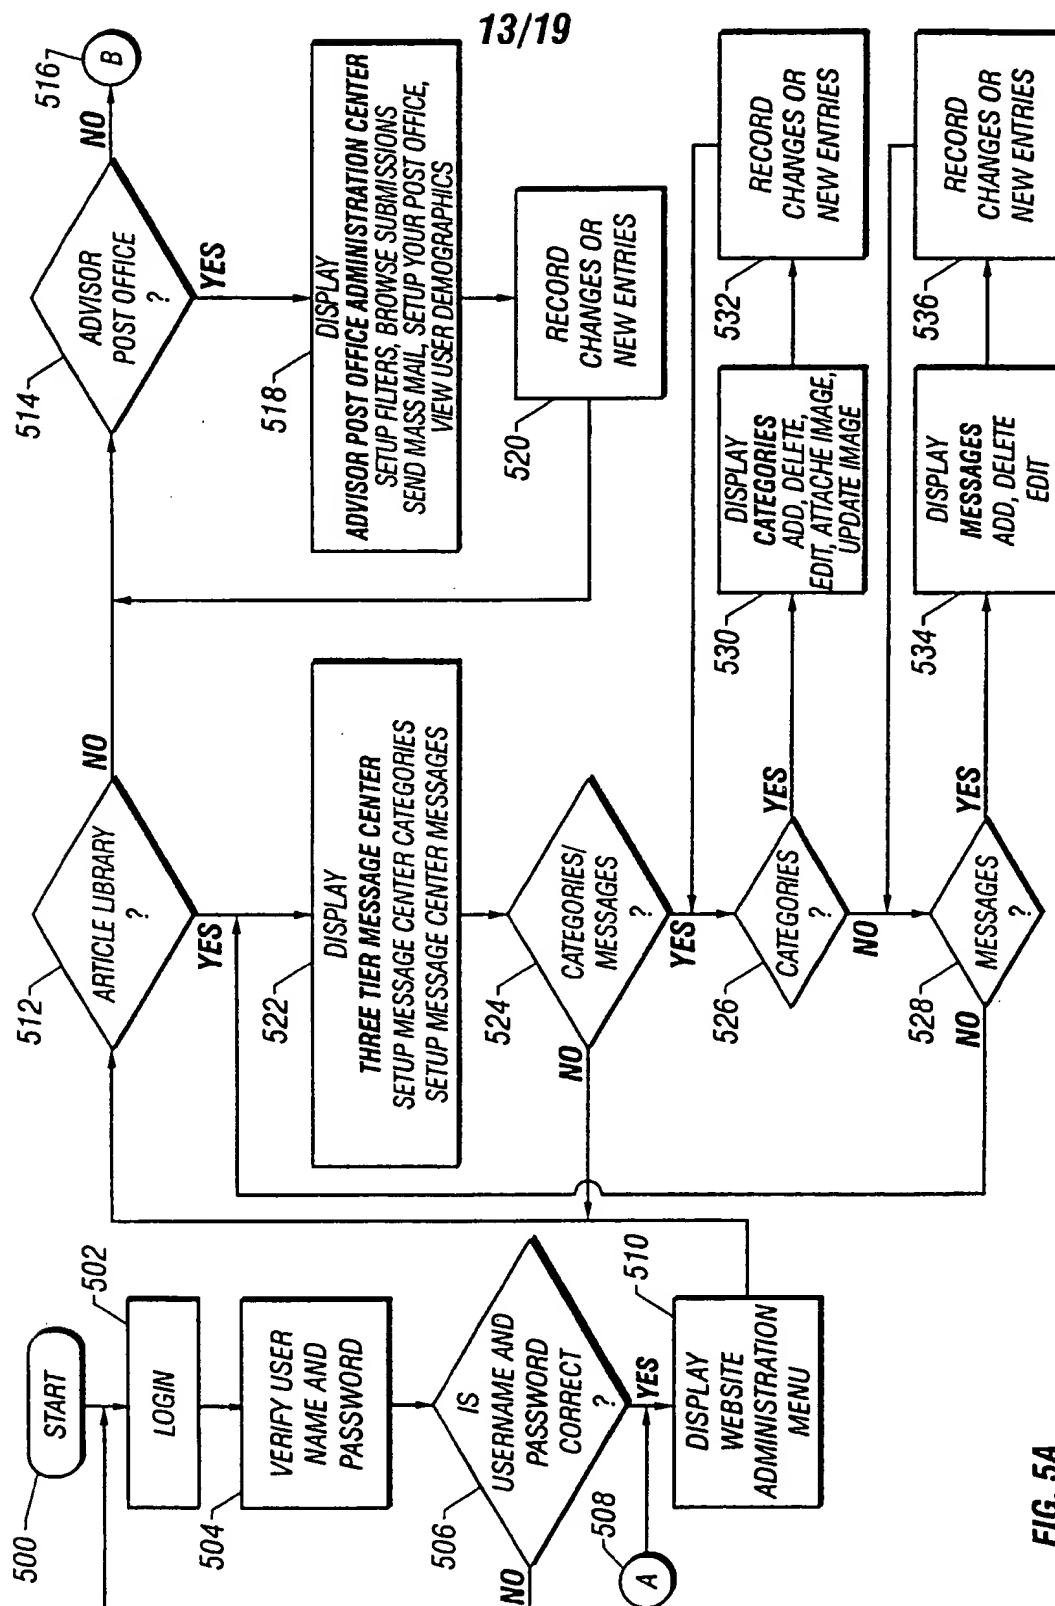 13/19
500
START
502
LOGIN
504
VERIFY USER
NAME AND
PASSWORD
506
IS
USERNAME AND
PASSWORD
CORRECT
?
NO
YES
508
A
510
DISPLAY
WEBSITE
ADMINISTRATION
MENU
512
ARTICLE LIBRARY
?
NO
YES
522
DISPLAY
THREE TIER MESSAGE CENTER
SETUP MESSAGE CENTER CATEGORIES
SETUP MESSAGE CENTER MESSAGES
524
CATEGORIES/
MESSAGES
?
NO
YES
526
CATEGORIES
?
YES
NO
528
MESSAGES
?
YES
NO
514
ADVISOR
POST OFFICE
?
NO
YES
516
B
518
DISPLAY
ADVISOR POST OFFICE ADMINISTRATION CENTER
SETUP FILTERS, BROWSE SUBMISSIONS
SEND MASS MAIL, SETUP YOUR POST OFFICE,
VIEW USER DEMOGRAPHICS
520
RECORD
CHANGES OR
NEW ENTRIES
530
DISPLAY
CATEGORIES
ADD, DELETE,
EDIT, ATTACHE IMAGE,
UPDATE IMAGE
532
RECORD
CHANGES OR
NEW ENTRIES
534
DISPLAY
MESSAGES
ADD, DELETE
EDIT
536
RECORD
CHANGES OR
NEW ENTRIES
FIG. 5A